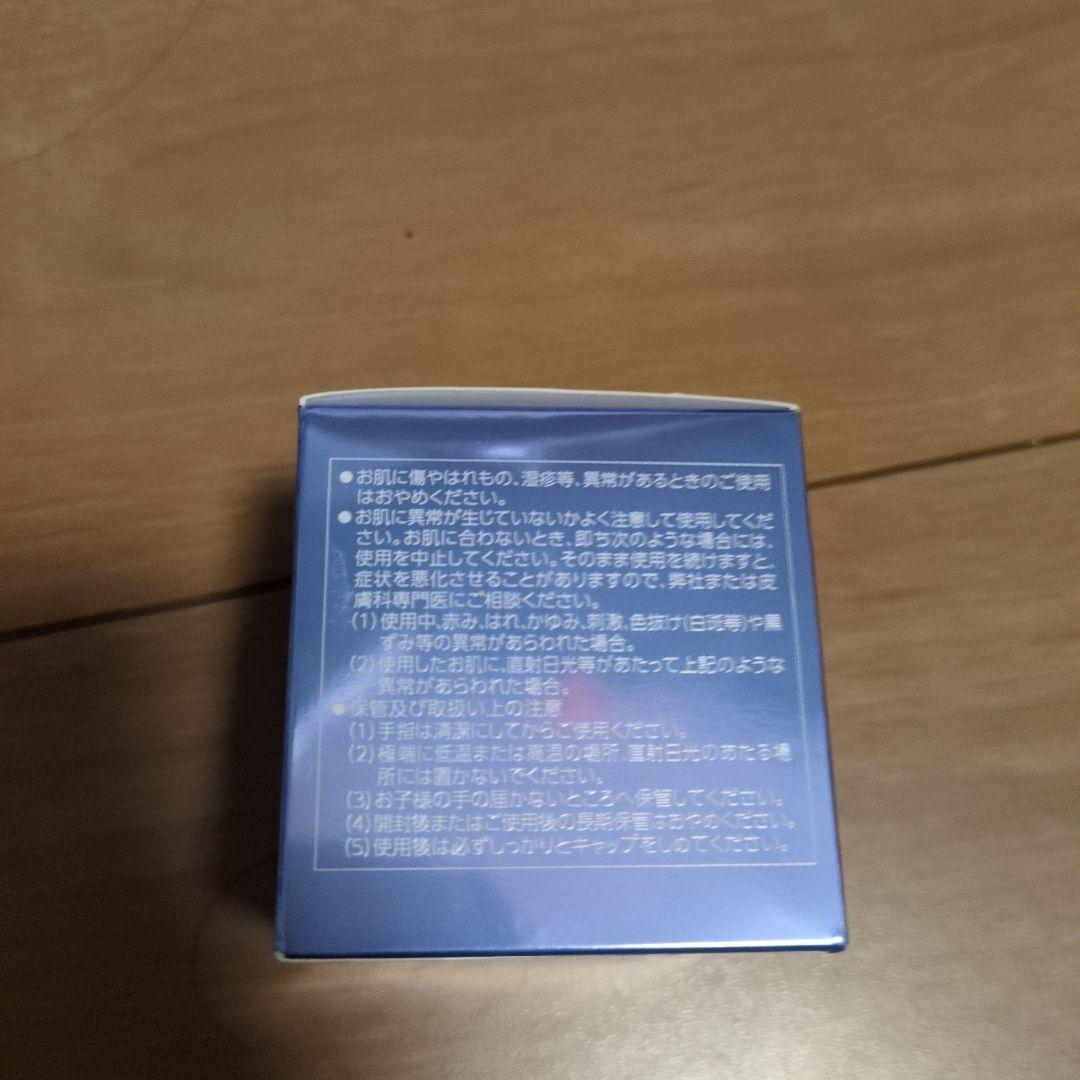 ●お肌に傷やはれもの、湿疹等、異常があるときのご使用
はおやめください。
●お肌に異常が生じていないかよく注意して使用してくだ
さい。お肌に合わないとき、即ち次のような場合には、
使用を中止してください。そのまま使用を続けますと、
症状を悪化させることがありますので、弊社または皮
膚科専門医にご相談ください。
(1)使用中、赤み、はれ、かゆみ、刺激、色抜け(白斑等)や黒
ずみ等の異常があらわれた場合。
(2)使用したお肌に、直射日光等があたって上記のような
異常があらわれた場合。
●保管及び取扱い上の注意
(1)手指は清潔にしてからご使用ください。
(2)極端に低温または高温の場所、直射日光のあたる場
所には置かないでください。
(3)お子様の手の届かないところへ保管してください。
(4)開封後またはご使用後の長期保管はおやめください。
(5)使用後は必ずしっかりとキャップをしめてください。